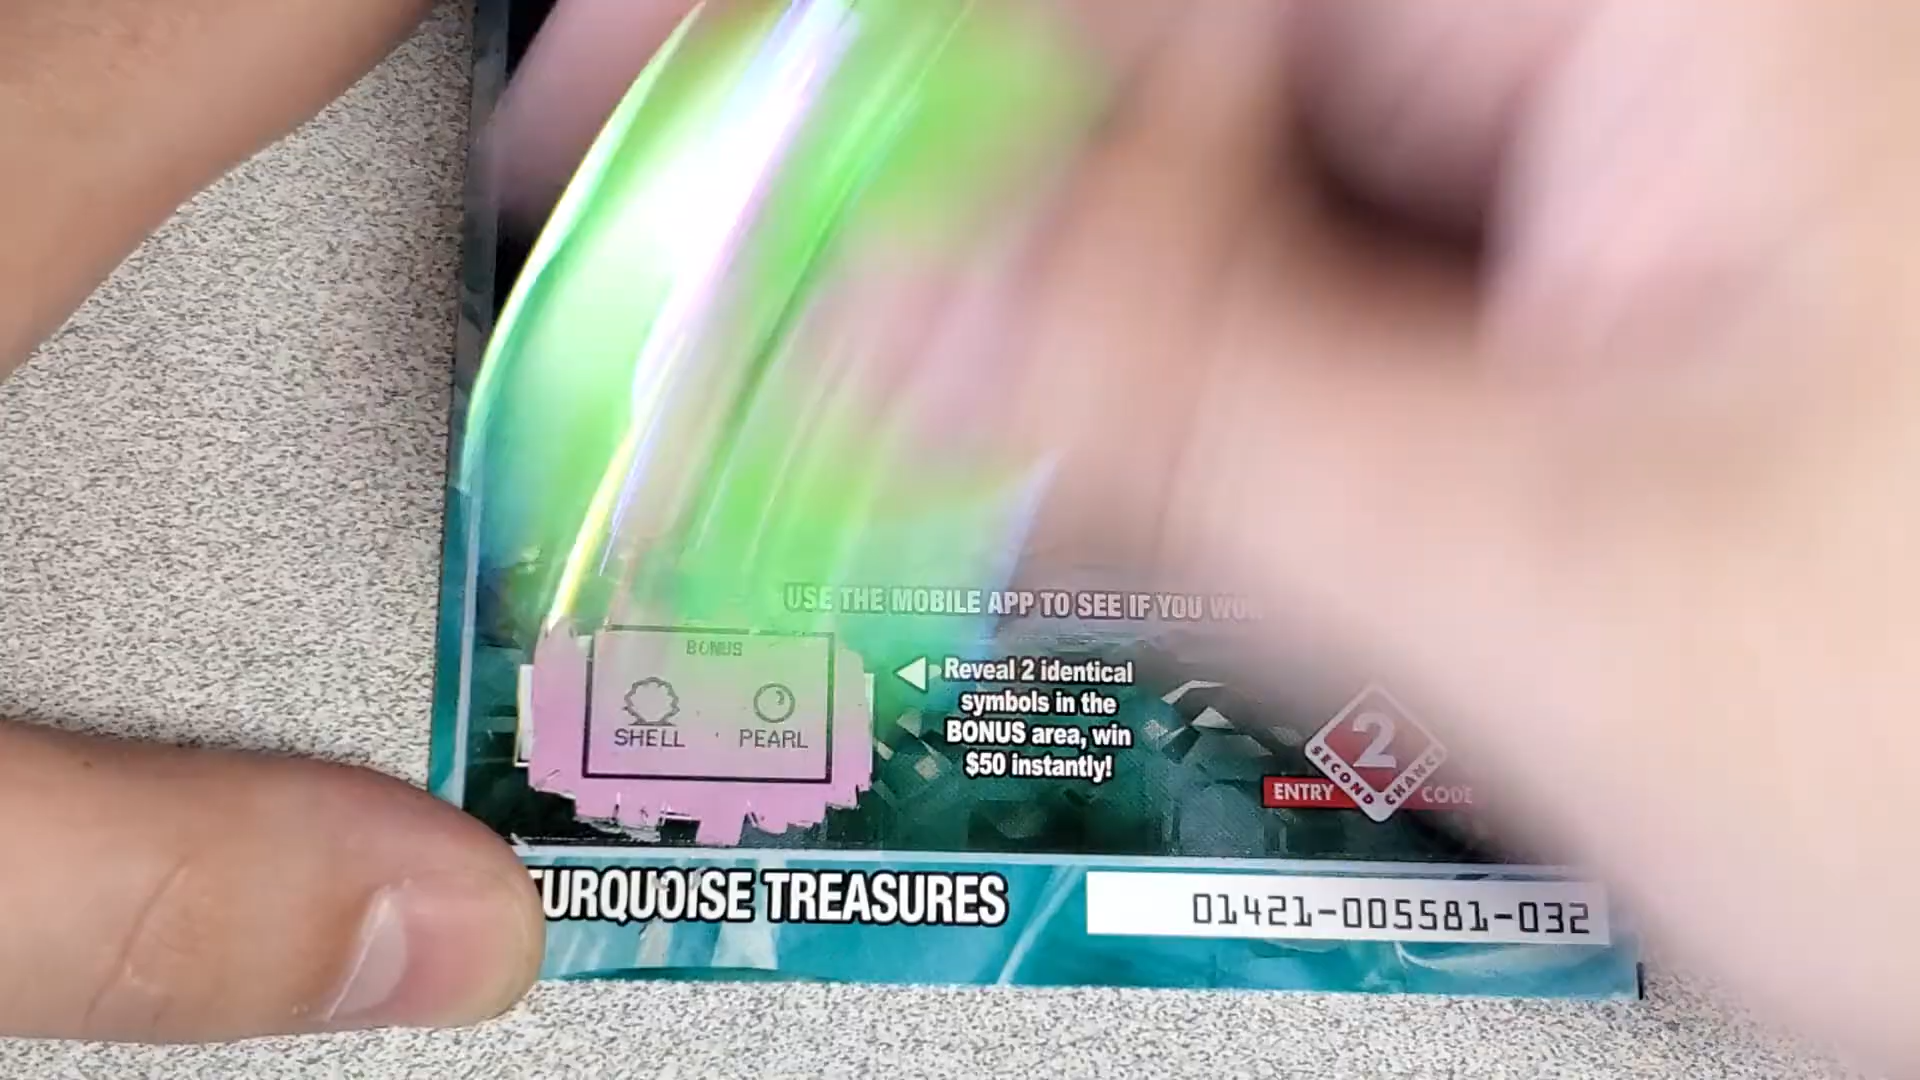 USE THE MOBILE APP TO SEE IF YOU
BONUS
SHELL PEARL
Reveal 2 identical
symbols in the
BONUS area, win
$50 instantly!
2
SECOND CHANCE
ENTRY CODE
TURQUOISE TREASURES
01421-005581-032